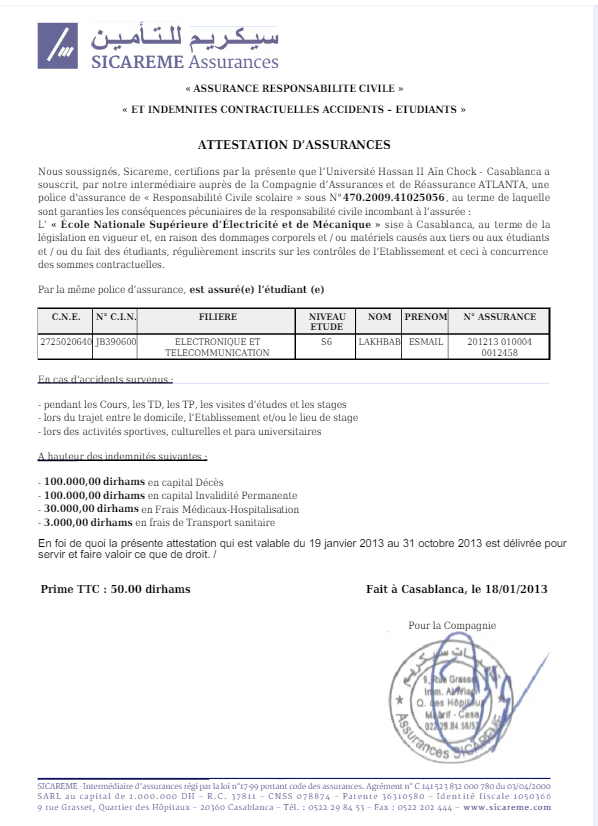 سيكريم للتأمين
SICAREME Assurances
« ASSURANCE RESPONSABILITE CIVILE »
« ET INDEMNITES CONTRACTUELLES ACCIDENTS – ETUDIANTS »
ATTESTATION D’ASSURANCES
Nous soussignés, Sicareme, certifions par la présente que l’Université Hassan II Aïn Chock - Casablanca a
souscrit, par notre intermédiaire auprès de la Compagnie d’Assurances et de Réassurance ATLANTA, une
police d’assurance de « Responsabilité Civile scolaire » sous N°470.2009.41025056, au terme de laquelle
sont garanties les conséquences pécuniaires de la responsabilité civile incombant à l’assurée :
L’ « École Nationale Supérieure d’Électricité et de Mécanique » sise à Casablanca, au terme de la
législation en vigueur et, en raison des dommages corporels et / ou matériels causés aux tiers ou aux étudiants
et / ou du fait des étudiants, régulièrement inscrits sur les contrôles de l’Etablissement et ceci à concurrence
des sommes contractuelles.
Par la même police d’assurance, est assuré(e) l’étudiant (e)
C.N.E. N° C.I.N. FILIERE NIVEAU ETUDE NOM PRENOM N° ASSURANCE
2725020640 JB390600 ELECTRONIQUE ET TELECOMMUNICATION S6 LAKHBAB ESMAIL 201213 010004 0012458
En cas d’accidents survenus :
- pendant les Cours, les TD, les TP, les visites d’études et les stages
- lors du trajet entre le domicile, l’Etablissement et/ou le lieu de stage
- lors des activités sportives, culturelles et para universitaires
A hauteur des indemnités suivantes :
- 100.000,00 dirhams en capital Décès
- 100.000,00 dirhams en capital Invalidité Permanente
- 30.000,00 dirhams en Frais Médicaux-Hospitalisation
- 3.000,00 dirhams en frais de Transport sanitaire
En foi de quoi la présente attestation qui est valable du 19 janvier 2013 au 31 octobre 2013 est délivrée pour
servir et faire valoir ce que de droit. /
Prime TTC : 50.00 dirhams
Fait à Casablanca, le 18/01/2013
Pour la Compagnie
9, Rue Grasset
Imm. Al
Q. des Hôpitaux
Maârif - Casa
022.29.84.58/53
Assurances SICAREME
SICAREME - Intermédiaire d’assurances régi par la loi n°17-99 portant code des assurances. Agrément n° C 141 523 832 000 780 du 03/04/2000
SARL au capital de 1.000.000 DH – R.C. 37811 – CNSS 078874 – Patente 36310580 – Identité fiscale 1050366
9 rue Grasset, Quartier des Hôpitaux – 20360 Casablanca – Tél. : 0522 29 84 53 – Fax : 0522 202 444 – www.sicareme.com